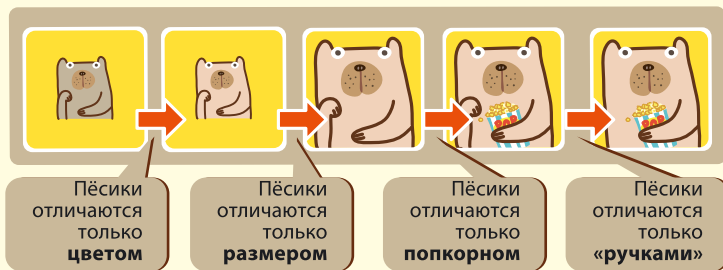 Пёсики
отличаются
только
цветом
Пёсики
отличаются
только
размером
Пёсики
отличаются
только
попкорном
Пёсики
отличаются
только
«ручками»